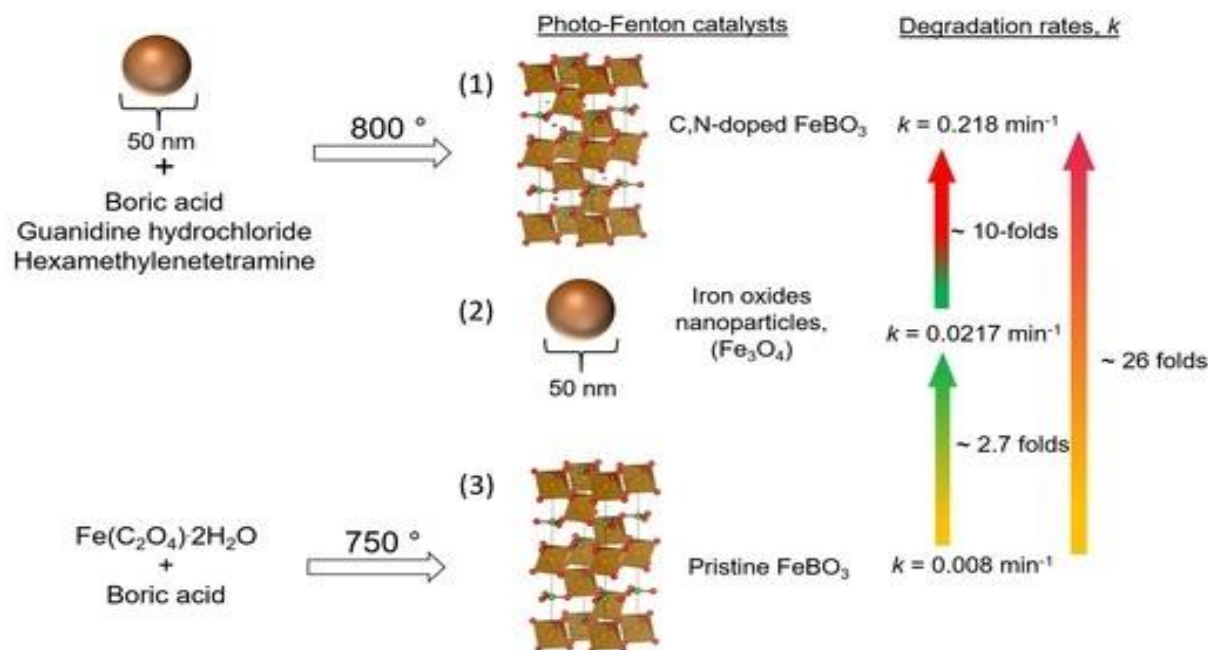 Photo-Fenton catalysts
Degradation rates, k
(1)
50 nm
+
Boric acid
Guanidine hydrochloride
Hexamethylenetetramine
800 °
C,N-doped FeBO₃
k = 0.218 min⁻¹
~ 10-folds
(2)
50 nm
Iron oxides
nanoparticles,
(Fe₃O₄)
k = 0.0217 min⁻¹
~ 26 folds
~ 2.7 folds
(3)
Fe(C₂O₄)·2H₂O
+
Boric acid
750 °
Pristine FeBO₃
k = 0.008 min⁻¹